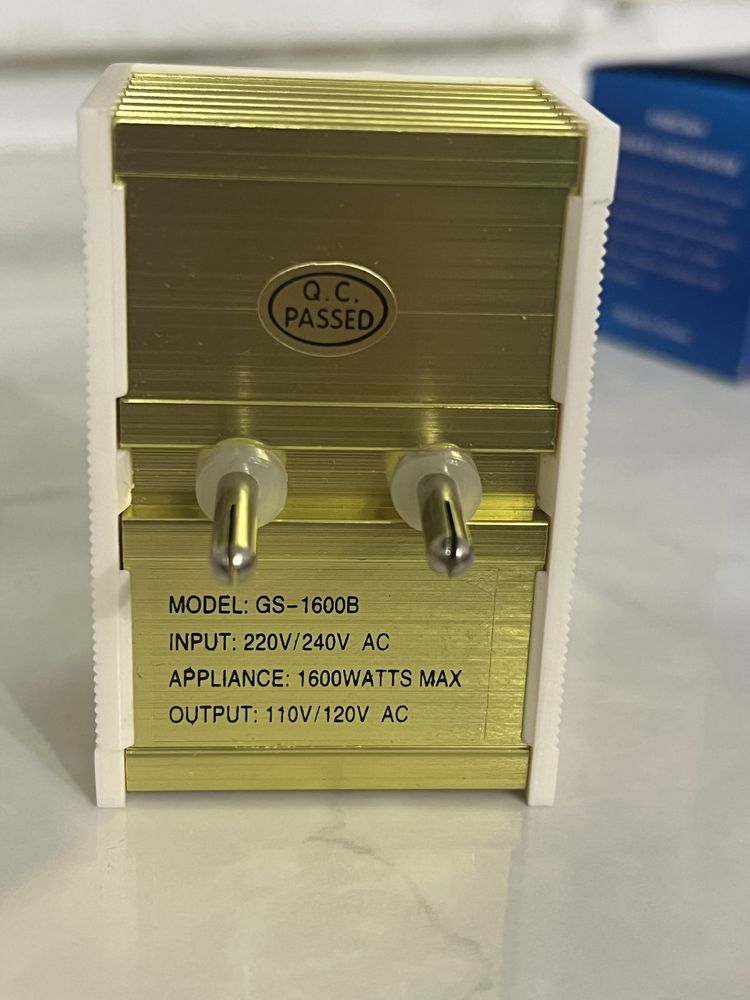 Q.C.
PASSED
MODEL: GS-1600B
INPUT: 220V/240V AC
APPLIANCE: 1600WATTS MAX
OUTPUT: 110V/120V AC